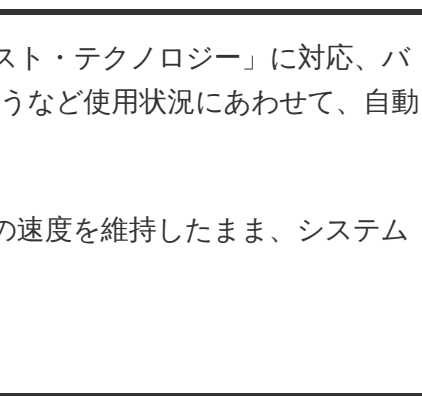 スト・テクノロジー」に対応、バ
うなど使用状況にあわせて、自動
の速度を維持したまま、システム